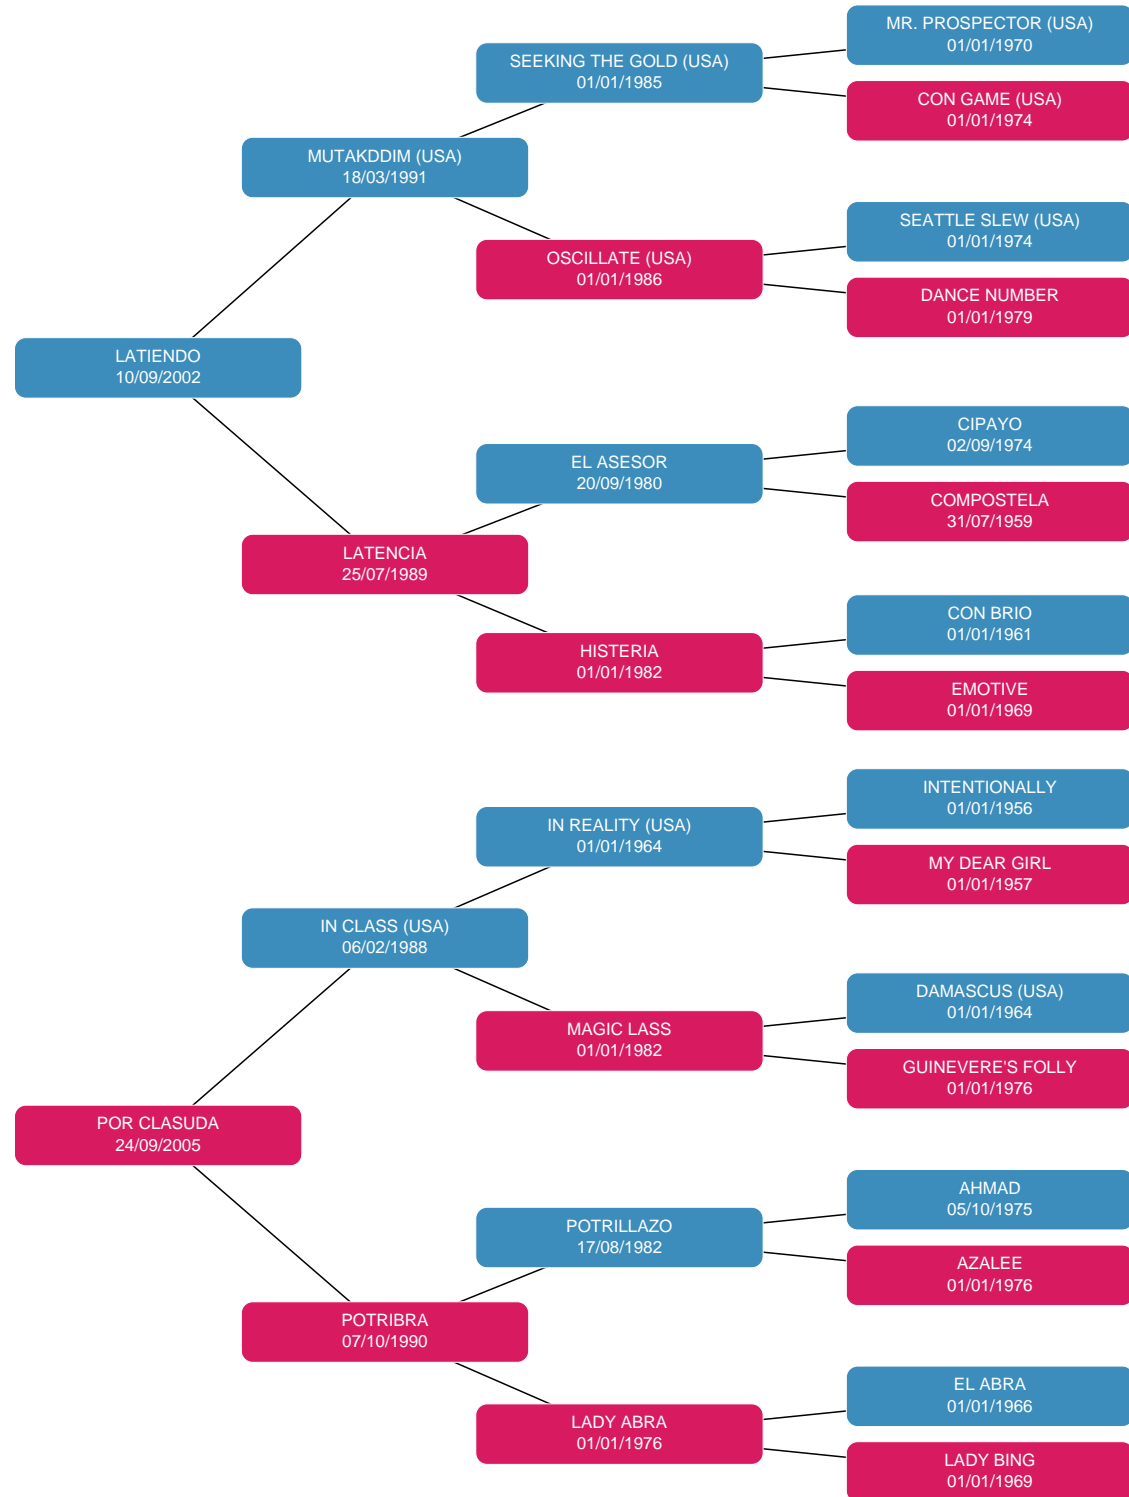 MR. PROSPECTOR (USA)
01/01/1970
SEEKING THE GOLD (USA)
01/01/1985
CON GAME (USA)
01/01/1974
MUTAKDDIM (USA)
18/03/1991
SEATTLE SLEW (USA)
01/01/1974
OSCILLATE (USA)
01/01/1986
DANCE NUMBER
01/01/1979
LATIENDO
10/09/2002
CIPAYO
02/09/1974
EL ASESOR
20/09/1980
COMPOSTELA
31/07/1959
LATENCIA
25/07/1989
CON BRIO
01/01/1961
HISTERIA
01/01/1982
EMOTIVE
01/01/1969
INTENTIONALLY
01/01/1956
IN REALITY (USA)
01/01/1964
MY DEAR GIRL
01/01/1957
IN CLASS (USA)
06/02/1988
DAMASCUS (USA)
01/01/1964
MAGIC LASS
01/01/1982
GUINEVERE'S FOLLY
01/01/1976
POR CLASUDA
24/09/2005
AHMAD
05/10/1975
POTRILLAZO
17/08/1982
AZALEE
01/01/1976
POTRIBRA
07/10/1990
EL ABRA
01/01/1966
LADY ABRA
01/01/1976
LADY BING
01/01/1969